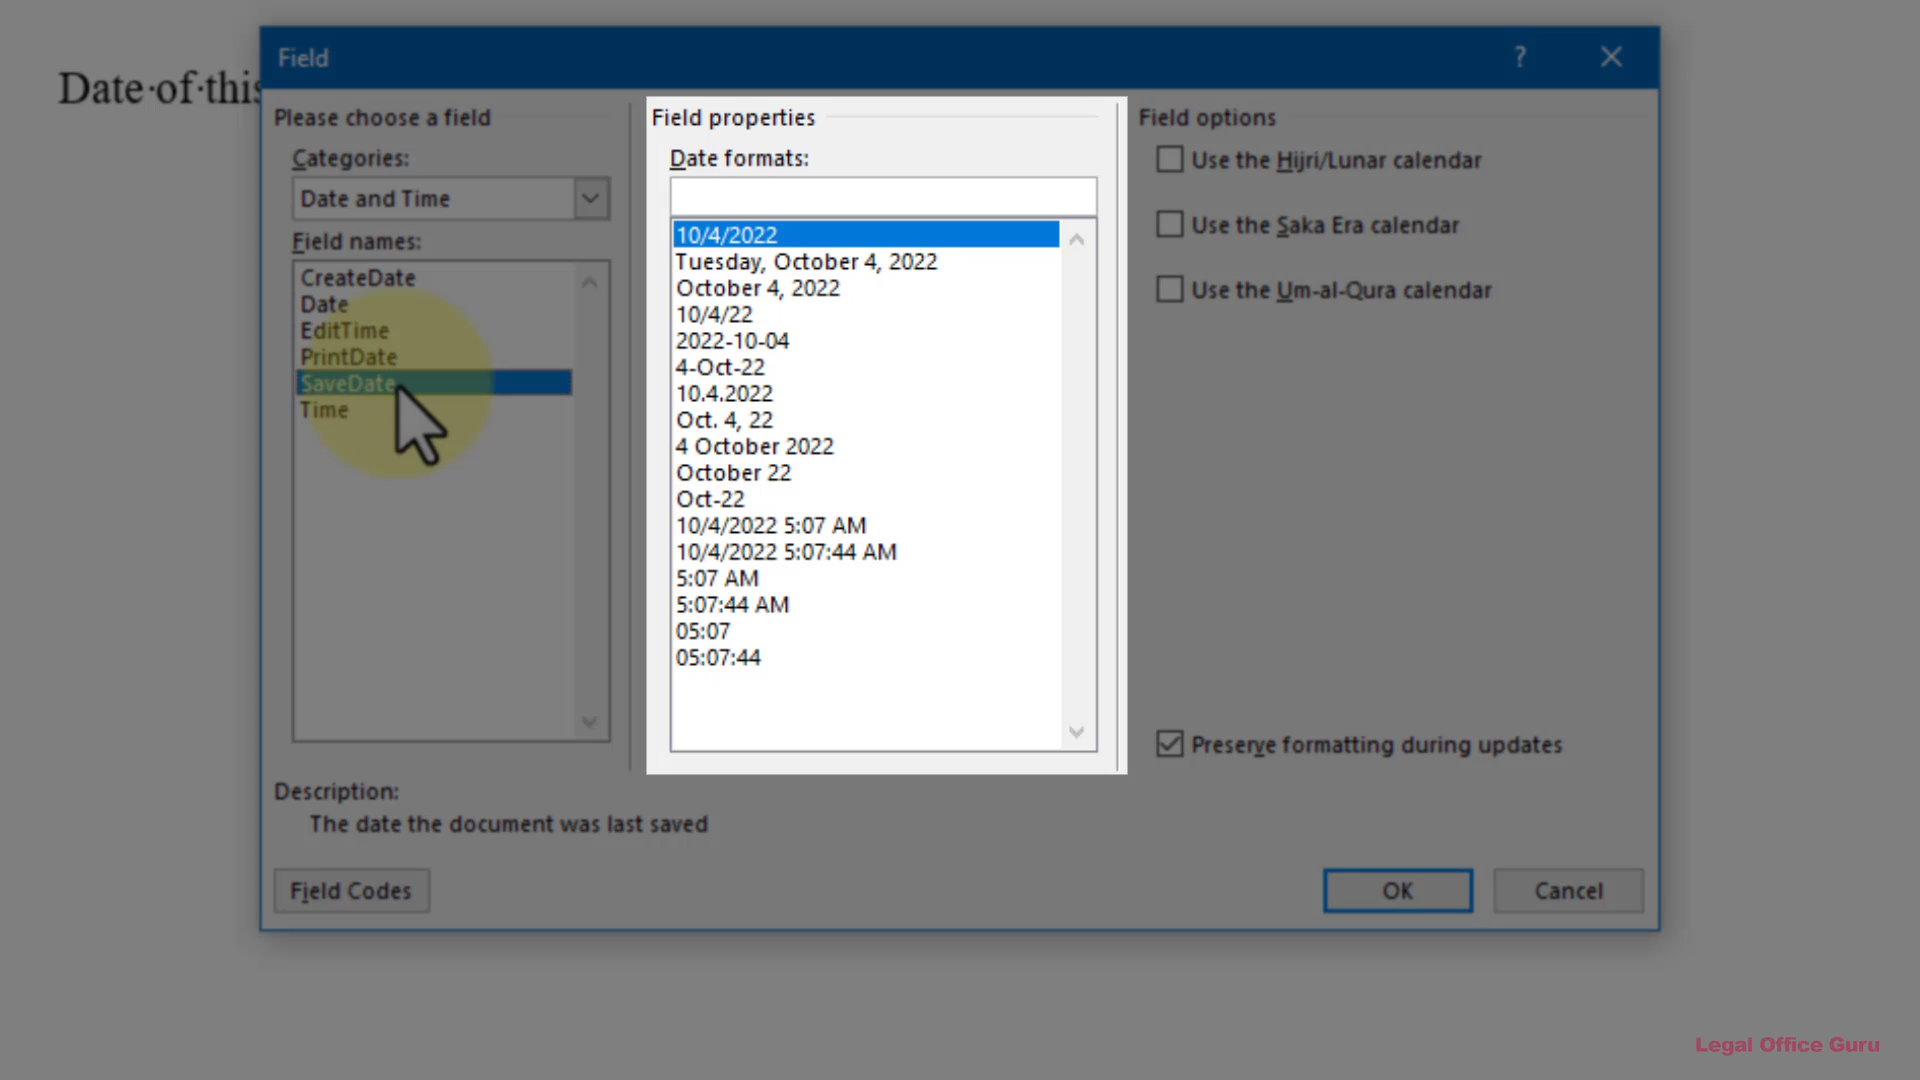 Date·of·this
Field
?
Please choose a field
Categories:
Date and Time
Field names:
CreateDate
Date
EditTime
PrintDate
SaveDate
Time
Field properties
Date formats:
10/4/2022
Tuesday, October 4, 2022
October 4, 2022
10/4/22
2022-10-04
4-Oct-22
10.4.2022
Oct. 4, 22
4 October 2022
October 22
Oct-22
10/4/2022 5:07 AM
10/4/2022 5:07:44 AM
5:07 AM
5:07:44 AM
05:07
05:07:44
Field options
Use the Hijri/Lunar calendar
Use the Saka Era calendar
Use the Um-al-Qura calendar
Preserve formatting during updates
Description:
The date the document was last saved
Field Codes
OK
Cancel
Legal Office Guru